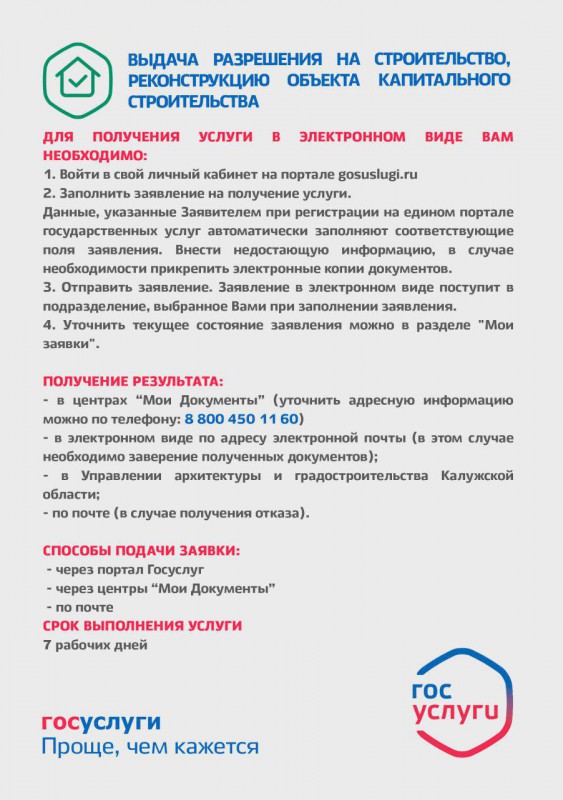 ВЫДАЧА РАЗРЕШЕНИЯ НА СТРОИТЕЛЬСТВО,
РЕКОНСТРУКЦИЮ ОБЪЕКТА КАПИТАЛЬНОГО
СТРОИТЕЛЬСТВА
ДЛЯ ПОЛУЧЕНИЯ УСЛУГИ В ЭЛЕКТРОННОМ ВИДЕ ВАМ
НЕОБХОДИМО:
1. Войти в свой личный кабинет на портале gosuslugi.ru
2. Заполнить заявление на получение услуги.
Данные, указанные Заявителем при регистрации на едином портале
государственных услуг автоматически заполняют соответствующие
поля заявления. Внести недостающую информацию, в случае
необходимости прикрепить электронные копии документов.
3. Отправить заявление. Заявление в электронном виде поступит в
подразделение, выбранное Вами при заполнении заявления.
4. Уточнить текущее состояние заявления можно в разделе "Мои
заявки".
ПОЛУЧЕНИЕ РЕЗУЛЬТАТА:
- в центрах “Мои Документы” (уточнить адресную информацию
можно по телефону: 8 800 450 11 60)
- в электронном виде по адресу электронной почты (в этом случае
необходимо заверение полученных документов);
- в Управлении архитектуры и градостроительства Калужской
области;
- по почте (в случае получения отказа).
СПОСОБЫ ПОДАЧИ ЗАЯВКИ:
- через портал Госуслуг
- через центры “Мои Документы”
- по почте
СРОК ВЫПОЛНЕНИЯ УСЛУГИ
7 рабочих дней
гос
услуги
госуслуги
Проще, чем кажется